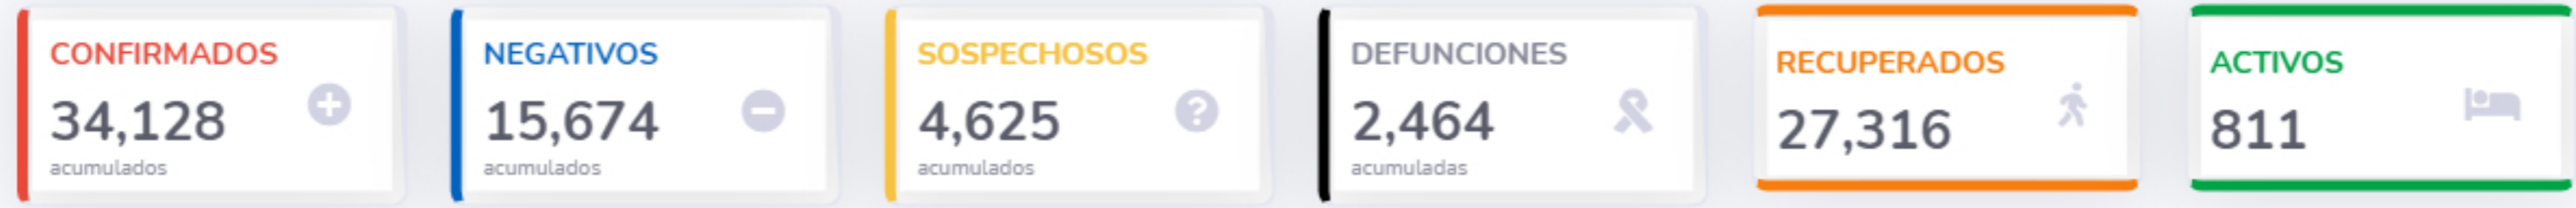 CONFIRMADOS
34,128
acumulados
NEGATIVOS
15,674
acumulados
SOSPECHOSOS
4,625
acumulados
DEFUNCIONES
2,464
acumuladas
RECUPERADOS
27,316
ACTIVOS
811